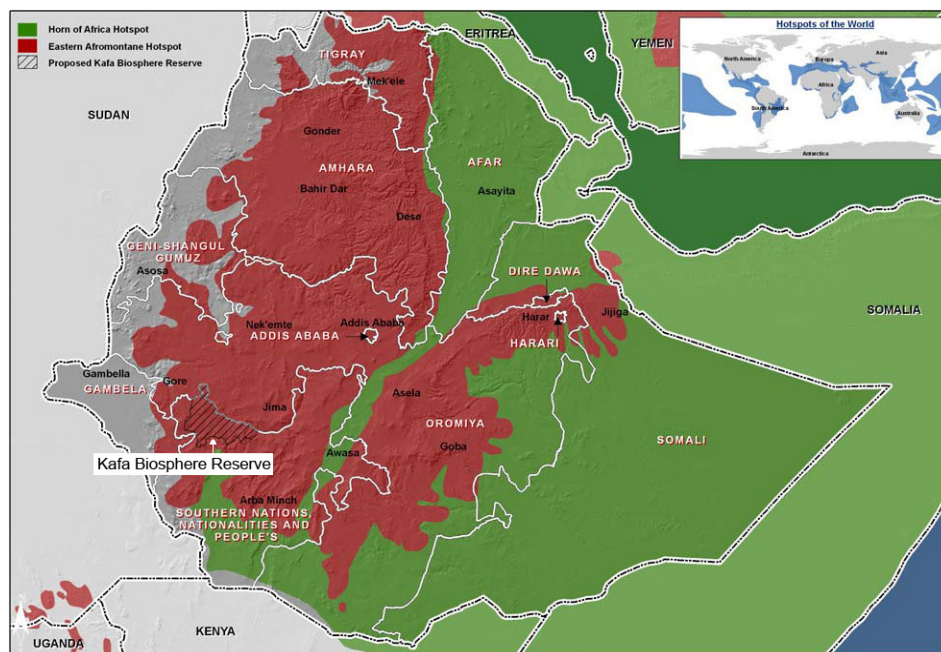 Horn of Africa Hotspot
Eastern Afromontane Hotspot
Proposed Kafa Biosphere Reserve
Hotspots of the World
North America
Europa
Asia
Africa
South America
Australia
Antarctica
ERITREA
YEMEN
TIGRAY
Mek'ele
SUDAN
Gonder
AMHARA
AFAR
Bahir Dar
Asayita
Dese
GENI-SHANGUL
GUMUZ
Asosa
DIRE DAWA
SOMALIA
Nek'emte
Addis Ababa
ADDIS ABABA
Harar
Jijiga
HARARI
Gambella
GAMBELA
Gore
Asela
Jima
OROMIYA
SOMALI
Goba
Awasa
Kafa Biosphere Reserve
Arba Minch
SOUTHERN NATIONS,
NATIONALITIES AND
PEOPLE'S
KENYA
UGANDA